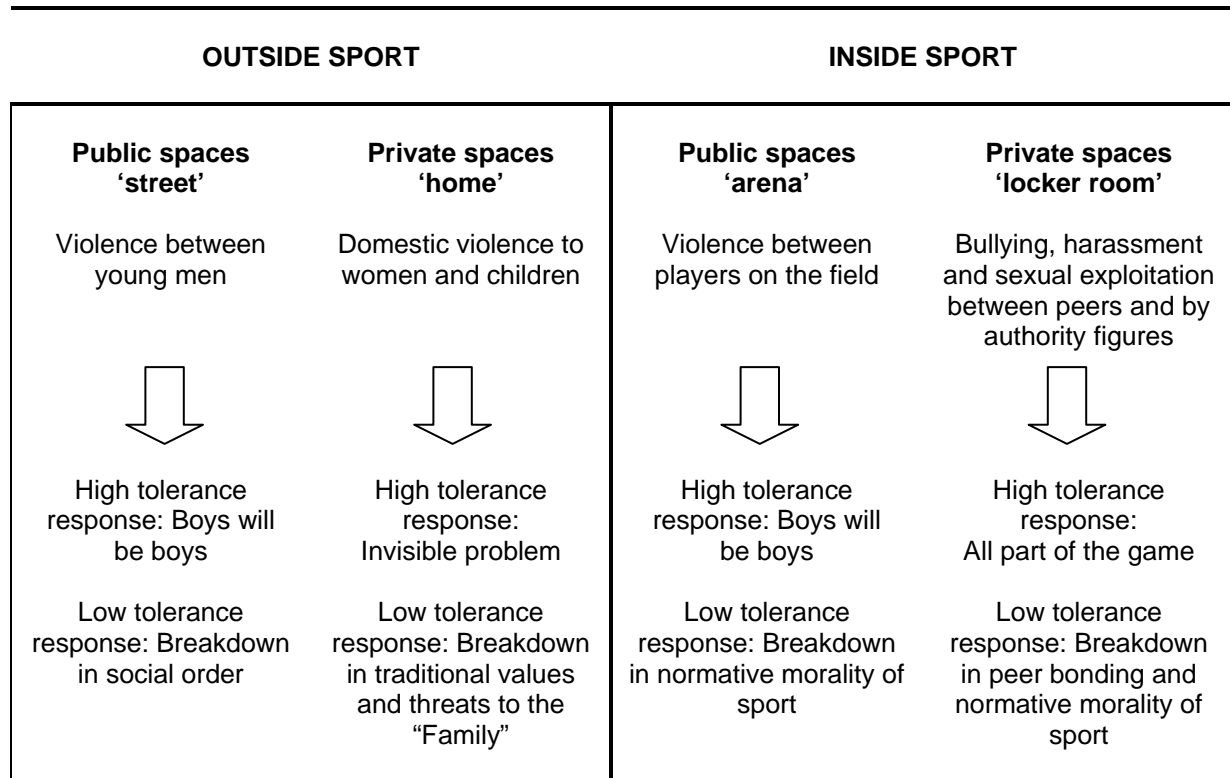 OUTSIDE SPORT
INSIDE SPORT
Public spaces
‘street’
Violence between
young men
High tolerance
response: Boys will
be boys
Low tolerance
response: Breakdown
in social order
Private spaces
‘home’
Domestic violence to
women and children
High tolerance
response:
Invisible problem
Low tolerance
response: Breakdown
in traditional values
and threats to the
“Family”
Public spaces
‘arena’
Violence between
players on the field
High tolerance
response: Boys will
be boys
Low tolerance
response: Breakdown
in normative morality of
sport
Private spaces
‘locker room’
Bullying, harassment
and sexual exploitation
between peers and by
authority figures
High tolerance
response:
All part of the game
Low tolerance
response: Breakdown
in peer bonding and
normative morality of
sport